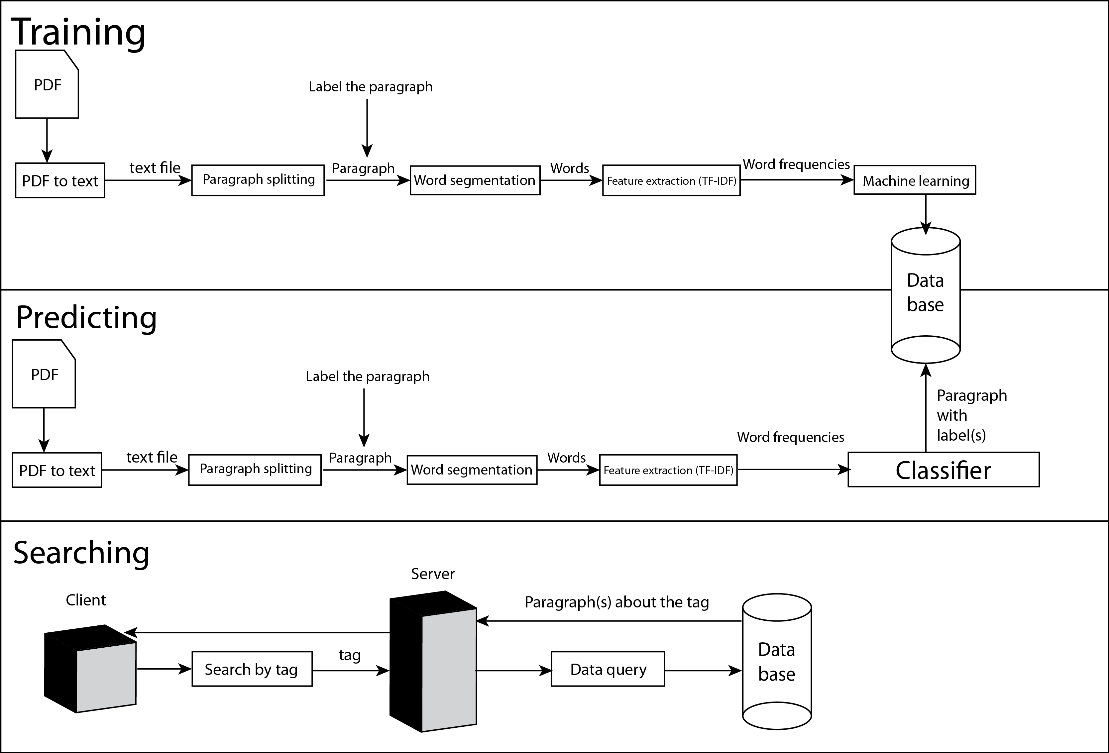 Training
PDF
Label the paragraph
PDF to text
text file
Paragraph splitting
Paragraph
Word segmentation
Words
Feature extraction (TF-IDF)
Word frequencies
Machine learning
Data
base
Predicting
PDF
Label the paragraph
PDF to text
text file
Paragraph splitting
Paragraph
Word segmentation
Words
Feature extraction (TF-IDF)
Word frequencies
Classifier
Paragraph
with
label(s)
Searching
Client
Server
Search by tag
tag
Paragraph(s) about the tag
Data query
Data
base